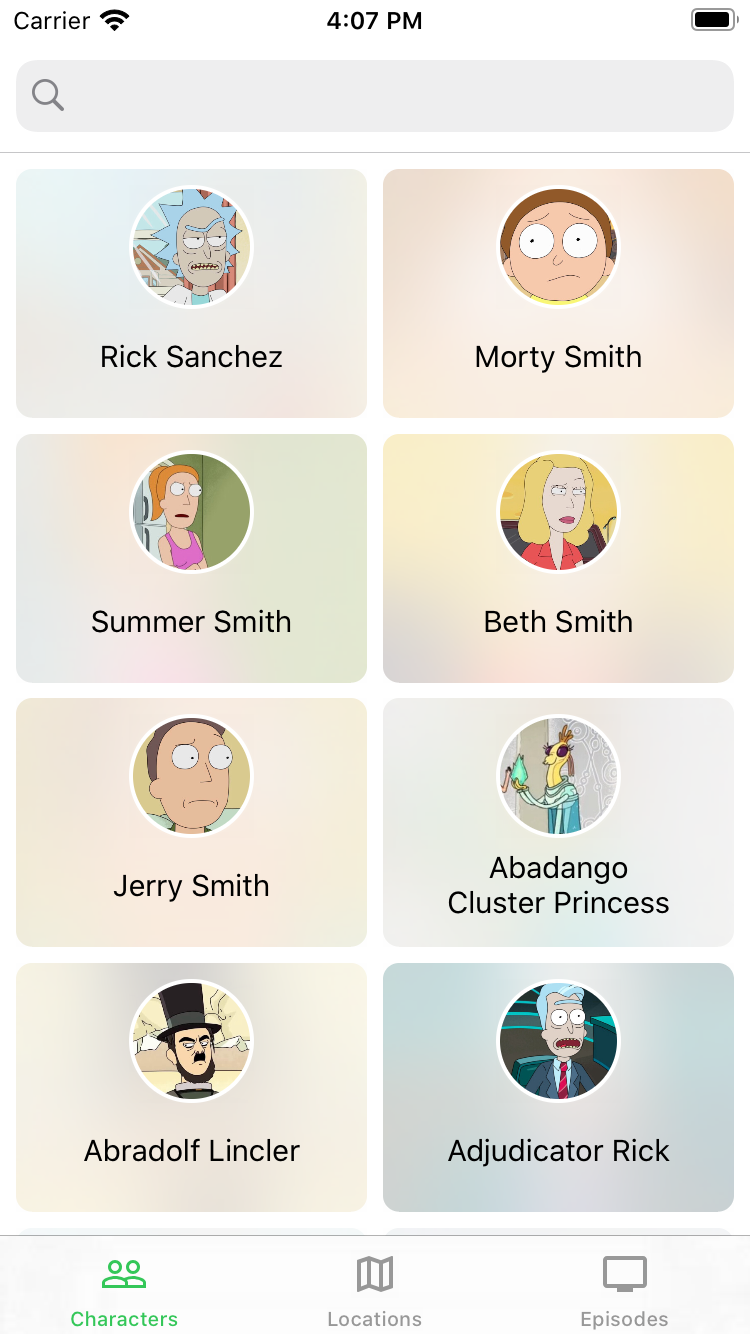 Carrier 4:07 PM
Rick Sanchez
Morty Smith
Summer Smith
Beth Smith
Jerry Smith
Abadango
Cluster Princess
Abradolf Lincler
Adjudicator Rick
Characters
Locations
Episodes